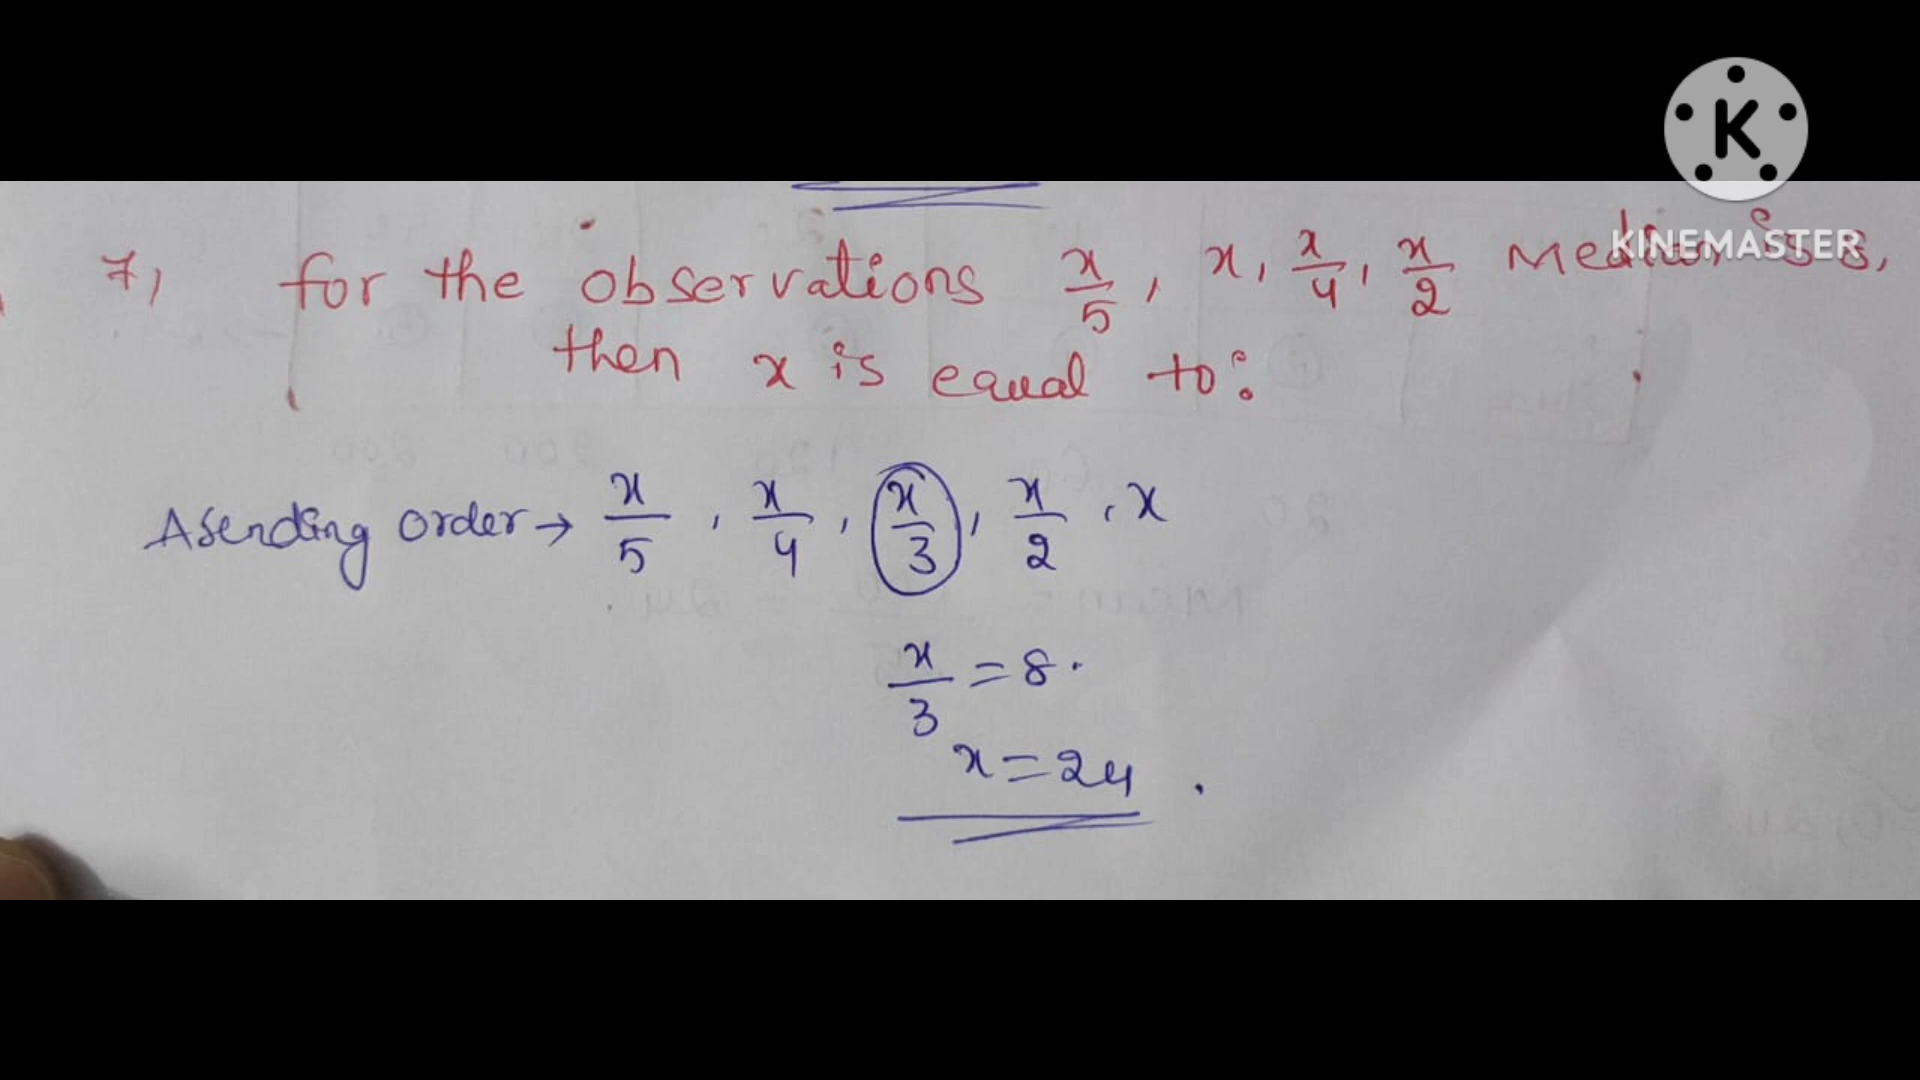 K
KINEMASTER
7, for the observations x/5, x, x/4, x/2 Median is 8,
then x is equal to:
Asending order → x/5, x/4, x/3, x/2, x
x/3 = 8.
x = 24.